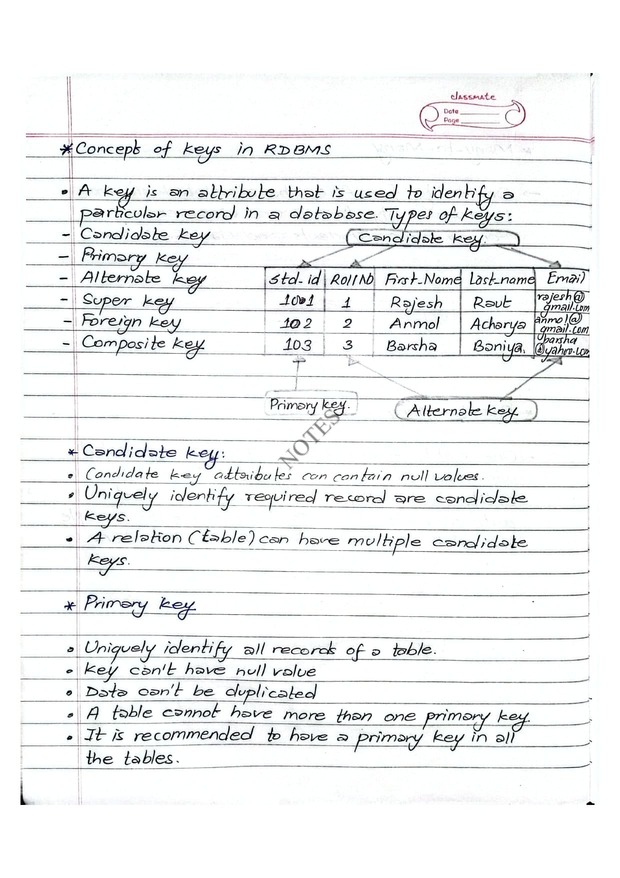 classmate
Date
Page
* Concept of keys in RDBMS
• A key is an attribute that is used to identify a
particular record in a database. Types of keys:
- Candidate key
Candidate key.
- Primary key
- Alternate key
- Super key
- Foreign key
- Composite key
Std_id Roll No First_Name Last_name Email
1001 1 Rajesh Raut rajesh@
gmail.com
102 2 Anmol Acharya anmol@
gmail.com
103 3 Barsha Baniya. barsha
@yahoo.com
Primary key.
Alternate key
NOTES
* Candidate key:
• Candidate key attributes can contain null values.
• Uniquely identify required record are candidate
keys.
• A relation (table) can have multiple candidate
keys.
* Primary key
• Uniquely identify all records of a table.
• Key can't have null value
• Data can't be duplicated
• A table cannot have more than one primary key.
• It is recommended to have a primary key in all
the tables.